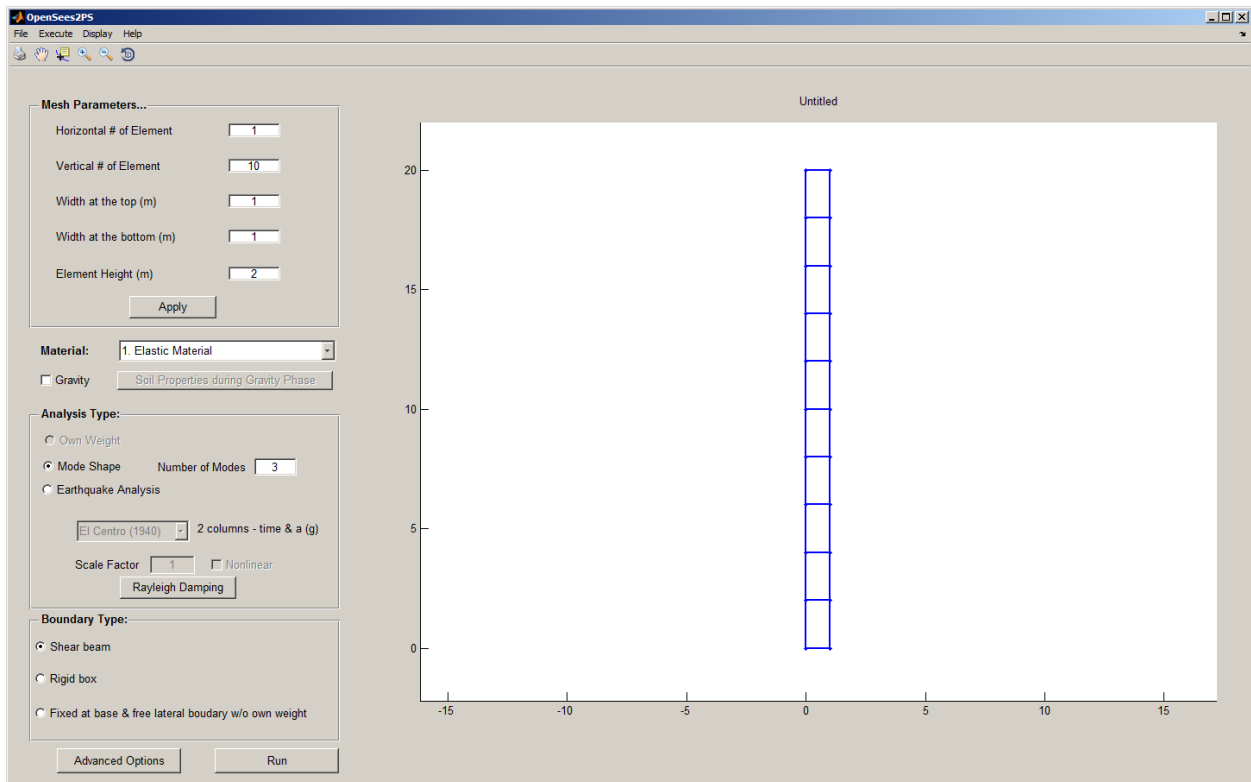 OpenSees2PS
File Execute Display Help
Mesh Parameters...
Horizontal # of Element 1
Vertical # of Element 10
Width at the top (m) 1
Width at the bottom (m) 1
Element Height (m) 2
Apply
Material: 1. Elastic Material
Gravity Soil Properties during Gravity Phase
Analysis Type:
Own Weight
Mode Shape Number of Modes 3
Earthquake Analysis
El Centro (1940) 2 columns - time & a (g)
Scale Factor 1 Nonlinear
Rayleigh Damping
Boundary Type:
Shear beam
Rigid box
Fixed at base & free lateral boudary w/o own weight
Advanced Options Run
Untitled
20
15
10
5
0
-15 -10 -5 0 5 10 15